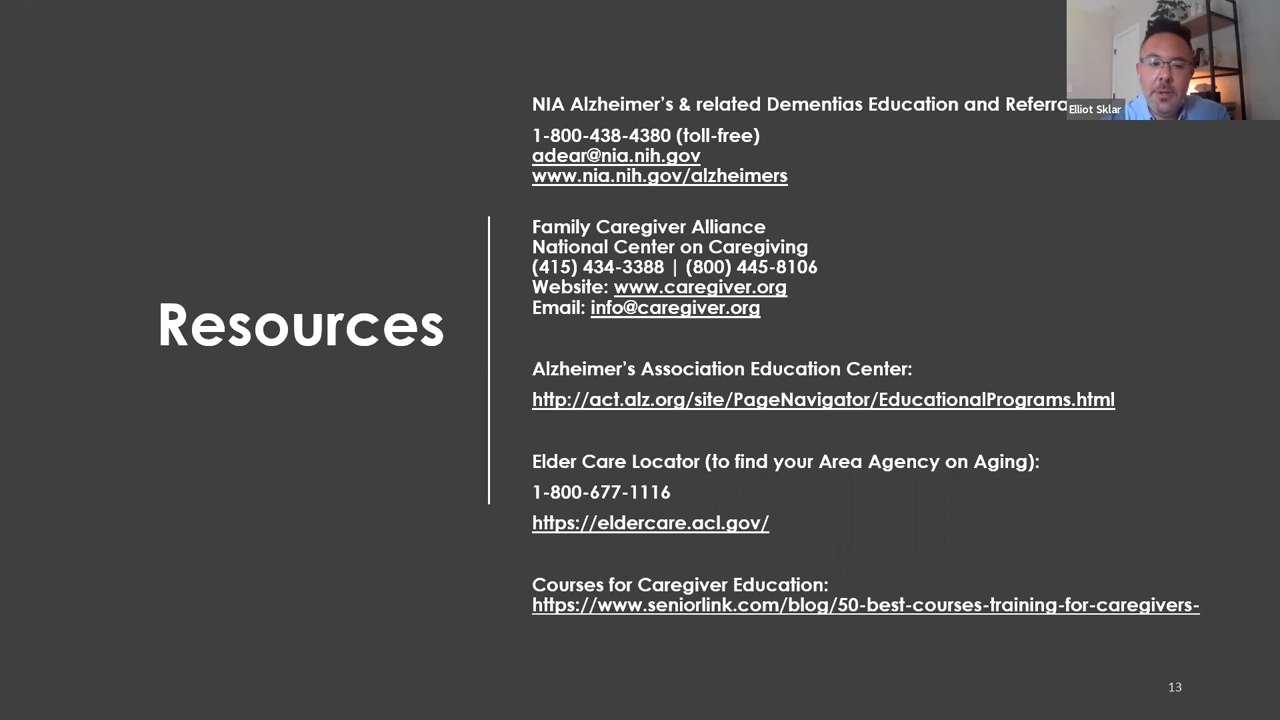 NIA Alzheimer’s & related Dementias Education and
1-800-438-4380 (toll-free)
adear@nia.nih.gov
www.nia.nih.gov/alzheimers
Family Caregiver Alliance
National Center on Caregiving
(415) 434-3388 | (800) 445-8106
Website: www.caregiver.org
Email: info@caregiver.org
Resources
Alzheimer’s Association Education Center:
http://act.alz.org/site/PageNavigator/EducationalPrograms.html
Elder Care Locator (to find your Area Agency on Aging):
1-800-677-1116
https://eldercare.acl.gov/
Courses for Caregiver Education:
https://www.seniorlink.com/blog/50-best-courses-training-for-caregivers-
Elliot Sklar
13